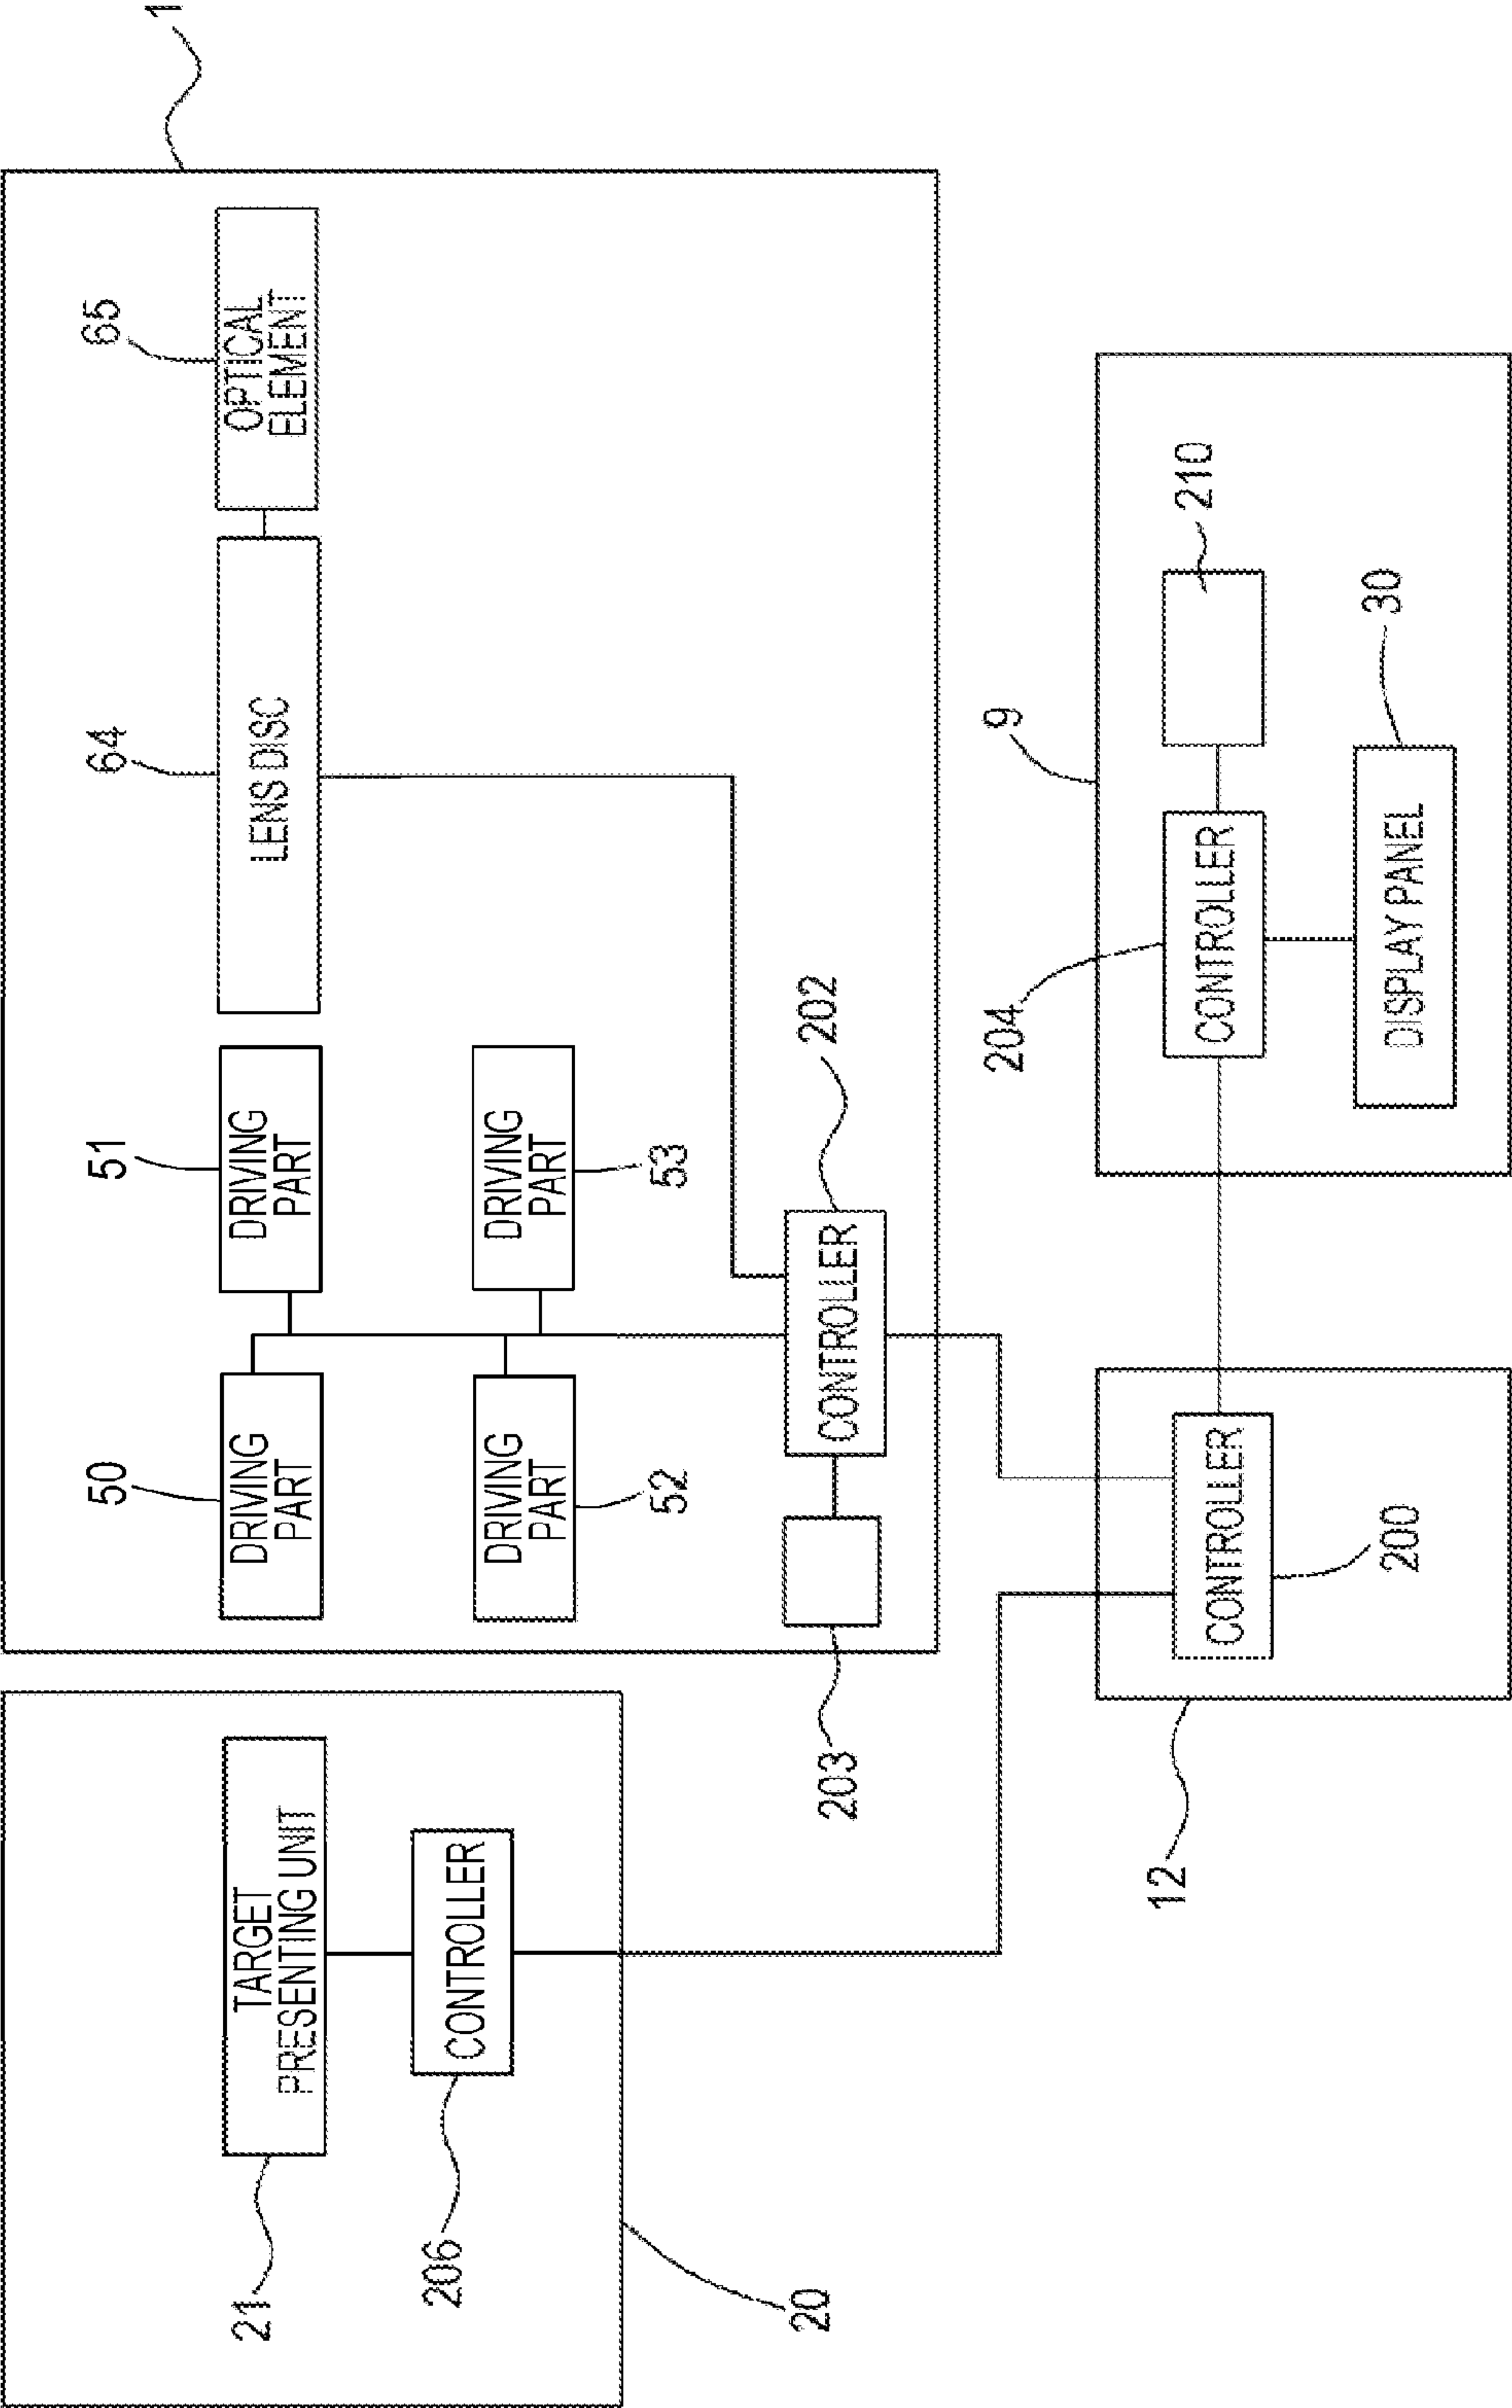 1
65
OPTICAL
ELEMENT
64
LENS DISC
51
DRIVING
PART
50
DRIVING
PART
53
DRIVING
PART
52
DRIVING
PART
202
CONTROLLER
203
21
TARGET
PRESENTING UNIT
206
CONTROLLER
20
12
CONTROLLER
200
9
204
CONTROLLER
210
30
DISPLAY PANEL